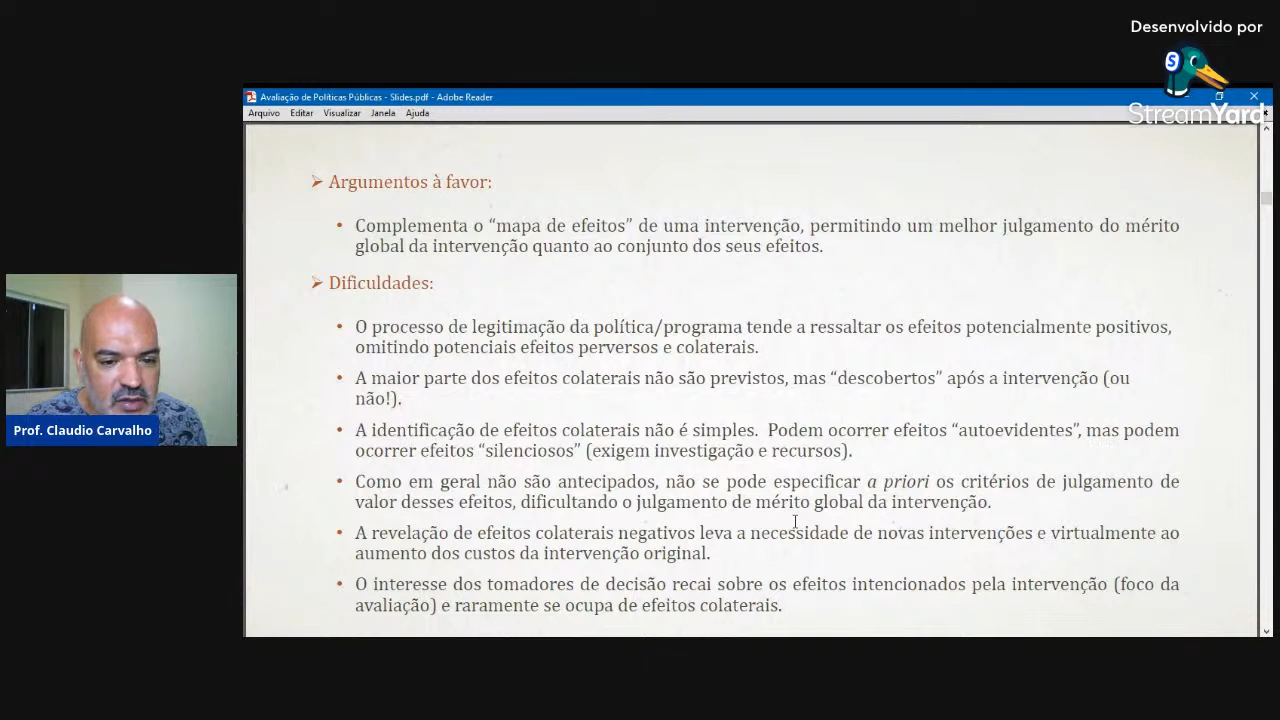 Desenvolvido por
S
StreamYard
Avaliação de Políticas Públicas - Slides.pdf - Adobe Reader
Arquivo Editar Visualizar Janela Ajuda
Argumentos à favor:
• Complementa o “mapa de efeitos” de uma intervenção, permitindo um melhor julgamento do mérito
global da intervenção quanto ao conjunto dos seus efeitos.
Dificuldades:
• O processo de legitimação da política/programa tende a ressaltar os efeitos potencialmente positivos,
omitindo potenciais efeitos perversos e colaterais.
• A maior parte dos efeitos colaterais não são previstos, mas “descobertos” após a intervenção (ou
não!).
• A identificação de efeitos colaterais não é simples. Podem ocorrer efeitos “autoevidentes”, mas podem
ocorrer efeitos “silenciosos” (exigem investigação e recursos).
• Como em geral não são antecipados, não se pode especificar a priori os critérios de julgamento de
valor desses efeitos, dificultando o julgamento de mérito global da intervenção.
• A revelação de efeitos colaterais negativos leva a necessidade de novas intervenções e virtualmente ao
aumento dos custos da intervenção original.
• O interesse dos tomadores de decisão recai sobre os efeitos intencionados pela intervenção (foco da
avaliação) e raramente se ocupa de efeitos colaterais.
Prof. Claudio Carvalho